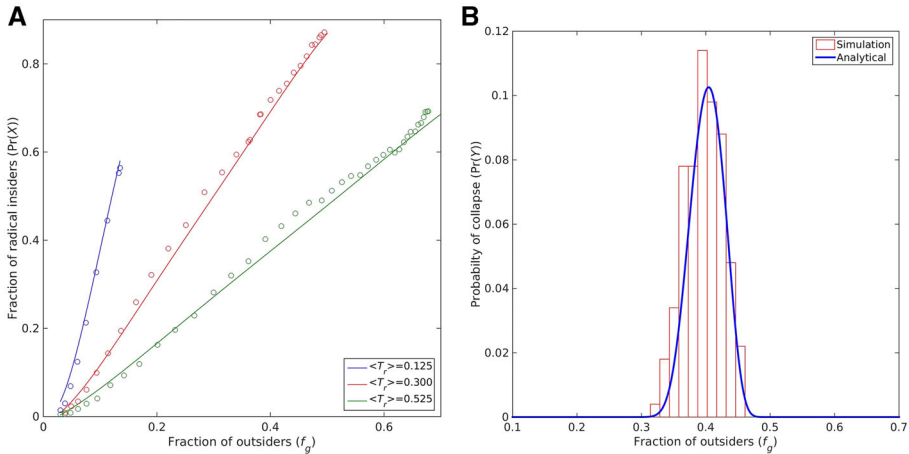 A
Fraction of radical insiders (Pr(X))
0.8
0.6
0.4
0.2
0
0 0.2 0.4 0.6
Fraction of outsiders (f_g)
<T_r>=0.125
<T_r>=0.300
<T_r>=0.525
B
Probabilty of collapse (Pr(Y))
0.12
0.1
0.08
0.06
0.04
0.02
0
0.1 0.2 0.3 0.4 0.5 0.6 0.7
Fraction of outsiders (f_g)
Simulation
Analytical